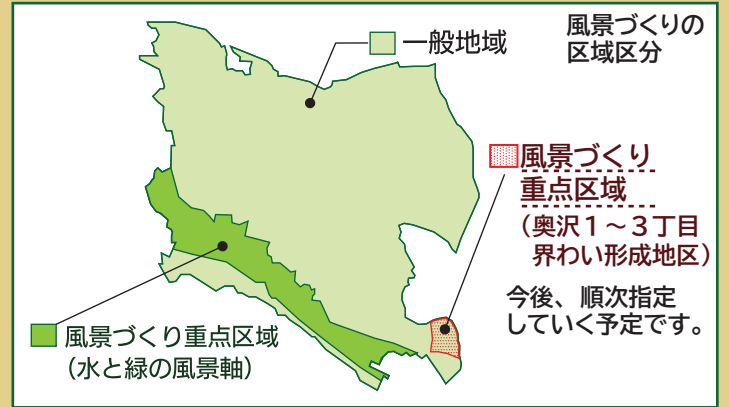 風景づくりの
区域区分
一般地域
風景づくり
重点区域
（奥沢１～３丁目
界わい形成地区）
今後、順次指定
していく予定です。
風景づくり重点区域
（水と緑の風景軸）